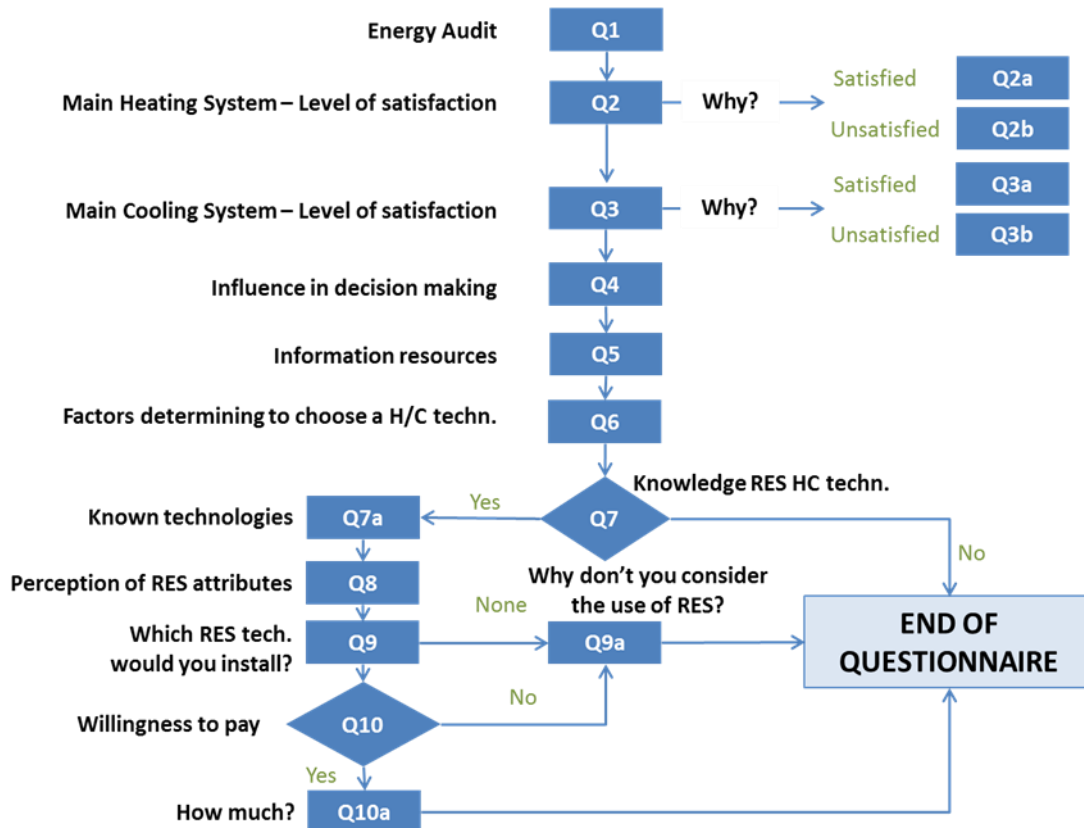 Energy Audit
Q1
Main Heating System – Level of satisfaction
Q2
Why?
Satisfied
Q2a
Unsatisfied
Q2b
Main Cooling System – Level of satisfaction
Q3
Why?
Satisfied
Q3a
Unsatisfied
Q3b
Influence in decision making
Q4
Information resources
Q5
Factors determining to choose a H/C techn.
Q6
Knowledge RES HC techn.
Q7
Yes
No
Known technologies
Q7a
Perception of RES attributes
Q8
Why don't you consider
the use of RES?
Which RES tech.
would you install?
Q9
None
Q9a
END OF
QUESTIONNAIRE
Willingness to pay
Q10
No
Yes
How much?
Q10a